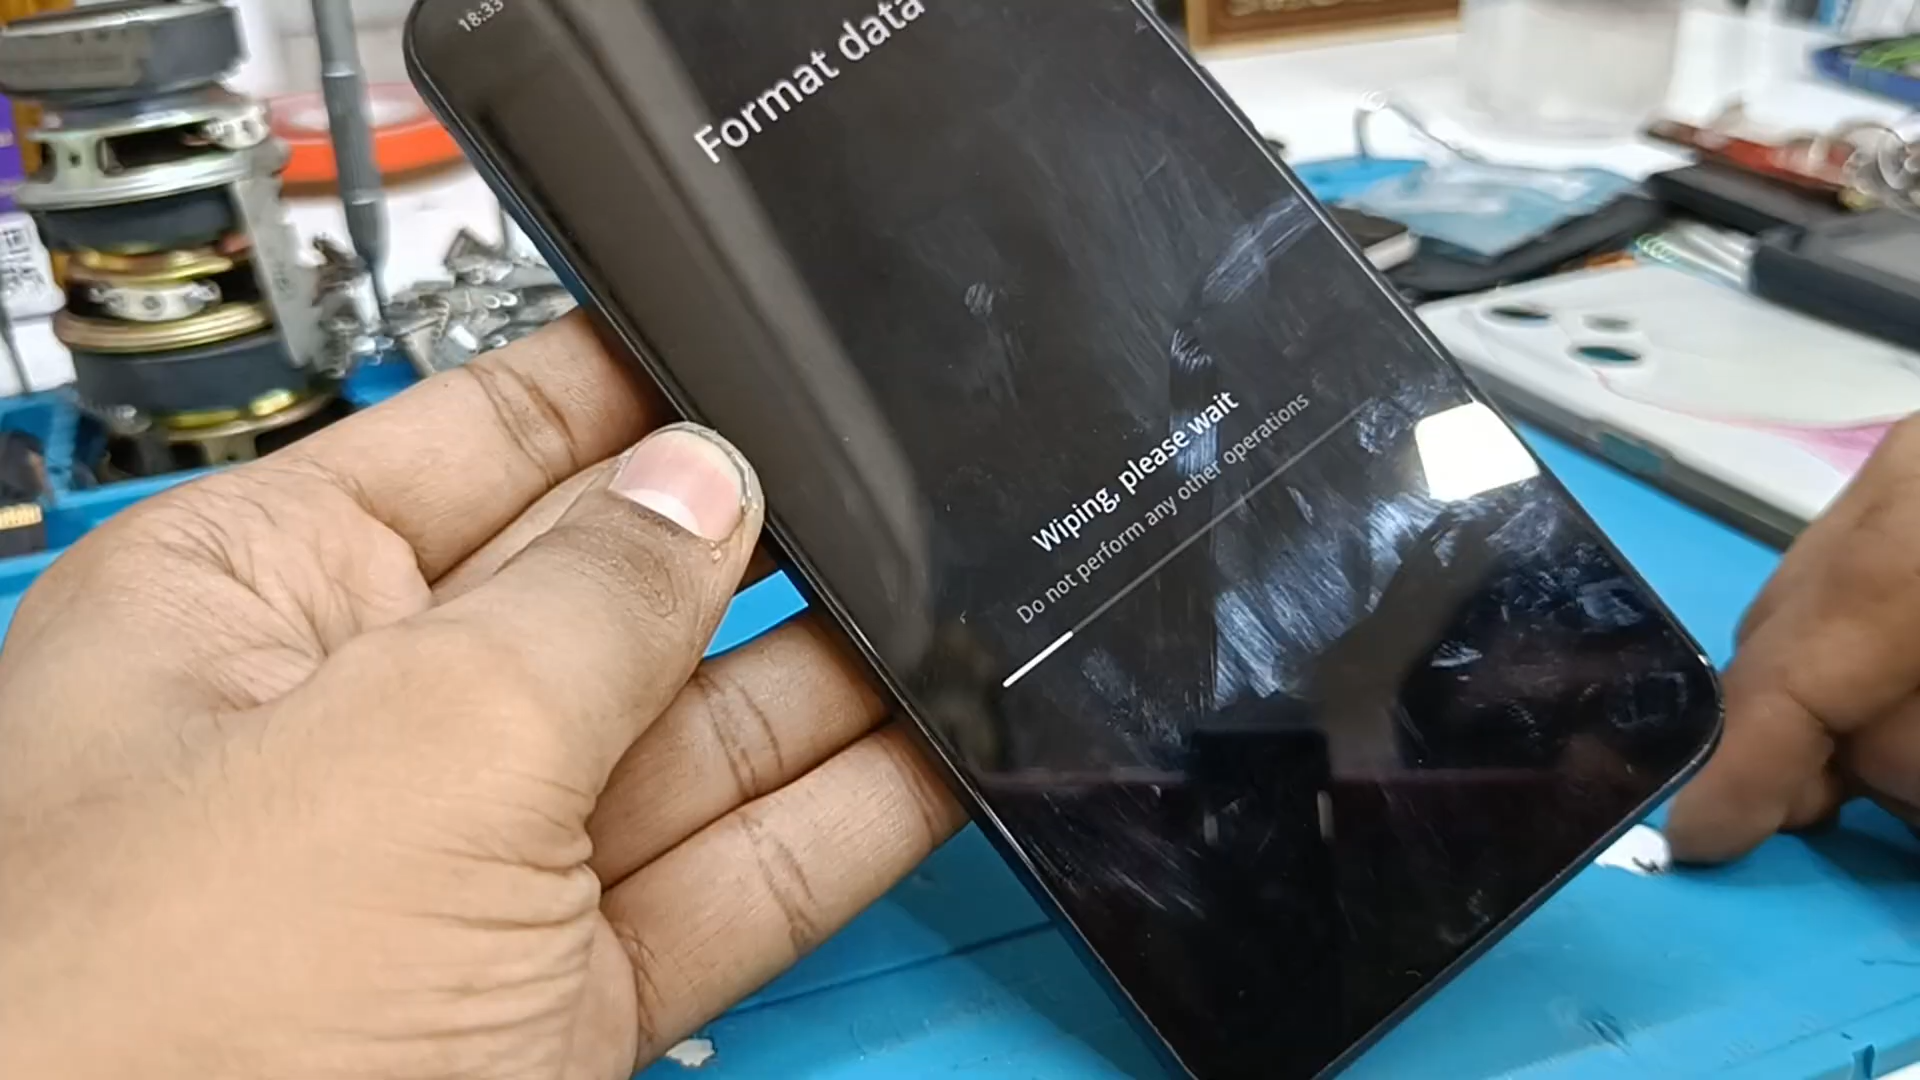 18:33
Format data
Wiping, please wait
Do not perform any other operations